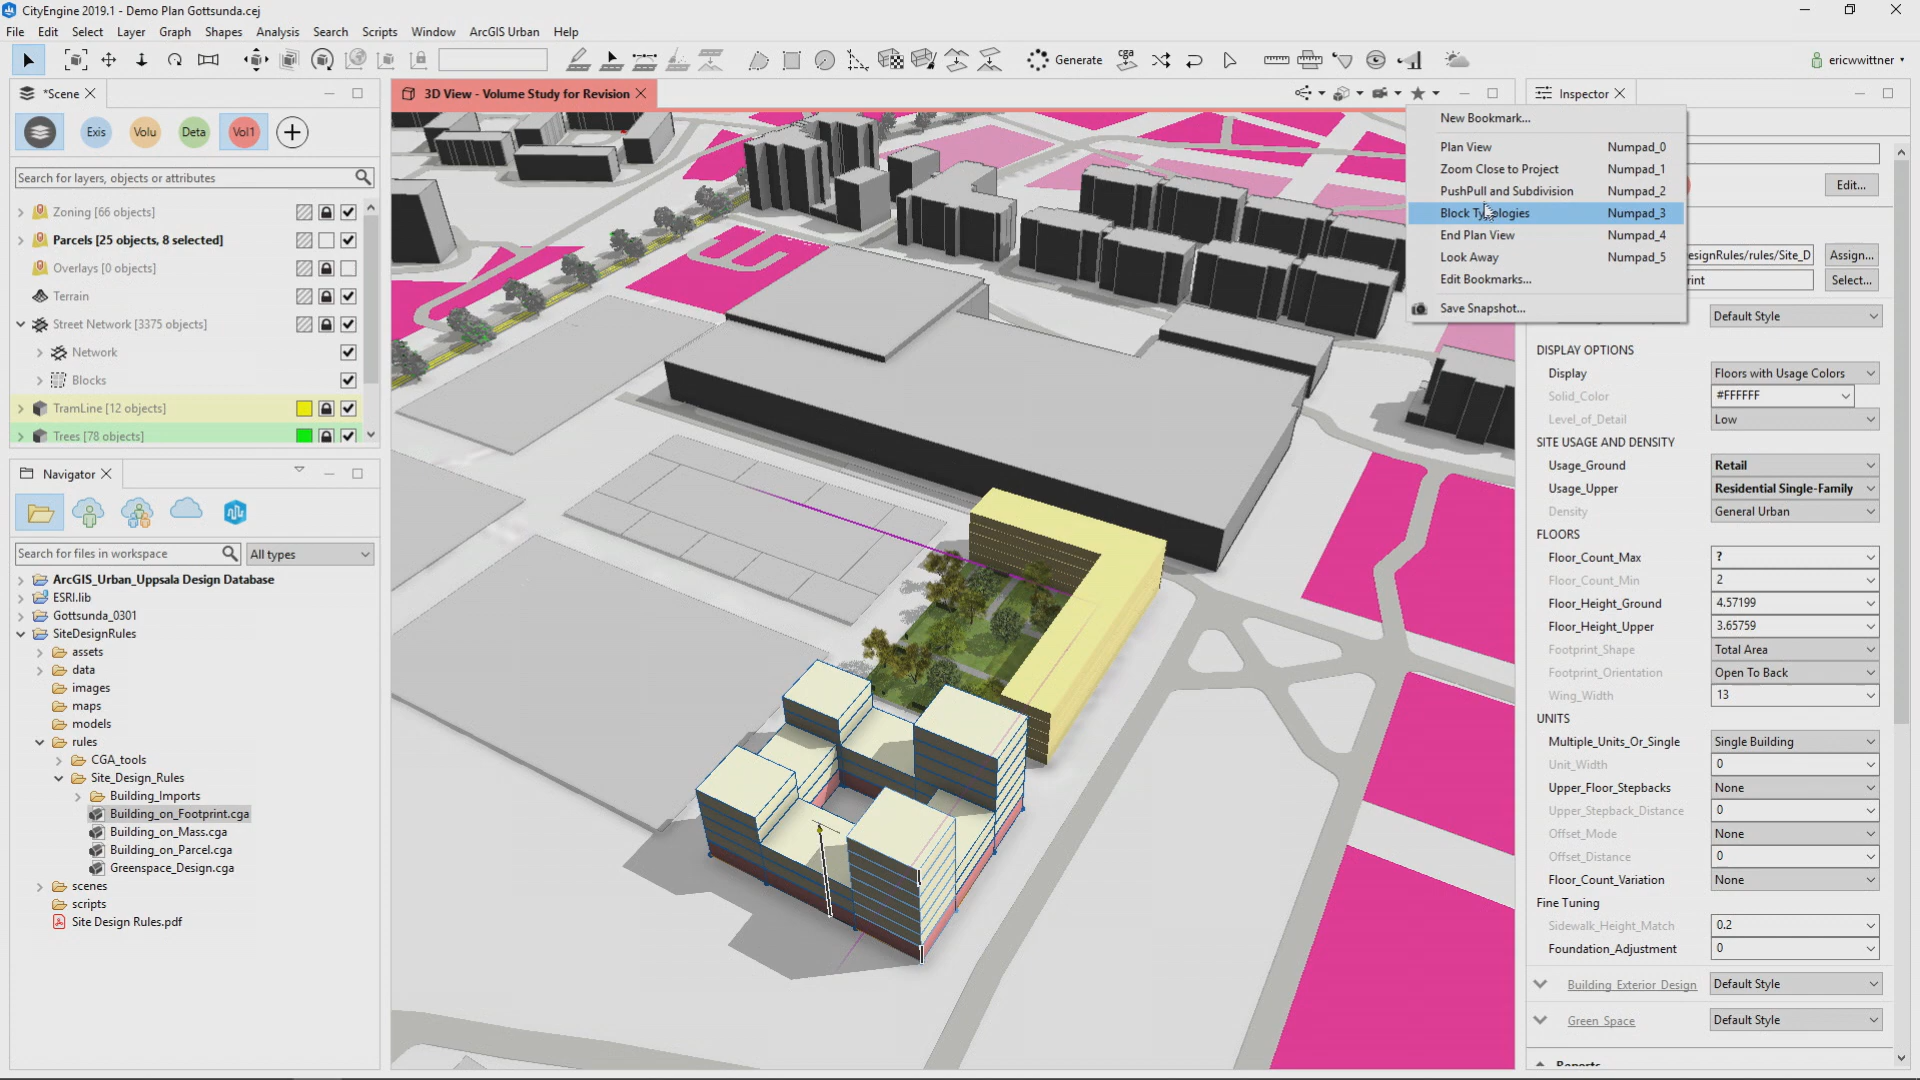 CityEngine 2019.1 - Demo Plan Gottsunda.cej
File Edit Select Layer Graph Shapes Analysis Search Scripts Window ArcGIS Urban Help
Generate
cga
ericwwittner
*Scene
Exis
Volu
Deta
Vol1
Search for layers, objects or attributes
Zoning [66 objects]
Parcels [25 objects, 8 selected]
Overlays [0 objects]
Terrain
Street Network [3375 objects]
Network
Blocks
TramLine [12 objects]
Trees [78 objects]
Navigator
Search for files in workspace
All types
ArcGIS_Urban_Uppsala Design Database
ESRI.lib
Gottsunda_0301
SiteDesignRules
assets
data
images
maps
models
rules
CGA_tools
Site_Design_Rules
Building_Imports
Building_on_Footprint.cga
Building_on_Mass.cga
Building_on_Parcel.cga
Greenspace_Design.cga
scenes
scripts
Site Design Rules.pdf
3D View - Volume Study for Revision
New Bookmark...
Plan View Numpad_0
Zoom Close to Project Numpad_1
PushPull and Subdivision Numpad_2
Block Typologies Numpad_3
End Plan View Numpad_4
Look Away Numpad_5
Edit Bookmarks...
Save Snapshot...
Inspector
Edit...
esignRules/rules/Site_D
Assign...
rint
Select...
Default Style
DISPLAY OPTIONS
Display Floors with Usage Colors
Solid_Color #FFFFFF
Level_of_Detail Low
SITE USAGE AND DENSITY
Usage_Ground Retail
Usage_Upper Residential Single-Family
Density General Urban
FLOORS
Floor_Count_Max ?
Floor_Count_Min 2
Floor_Height_Ground 4.57199
Floor_Height_Upper 3.65759
Footprint_Shape Total Area
Footprint_Orientation Open To Back
Wing_Width 13
UNITS
Multiple_Units_Or_Single Single Building
Unit_Width 0
Upper_Floor_Stepbacks None
Upper_Stepback_Distance 0
Offset_Mode None
Offset_Distance 0
Floor_Count_Variation None
Fine Tuning
Sidewalk_Height_Match 0.2
Foundation_Adjustment 0
Building Exterior Design Default Style
Green Space Default Style
Reports